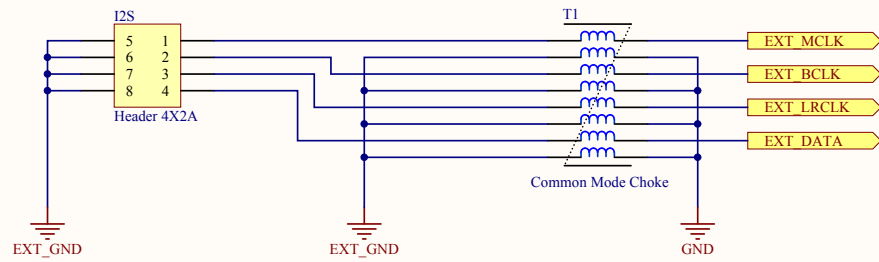 I2S
T1
5 1
6 2
7 3
8 4
Header 4X2A
EXT_MCLK
EXT_BCLK
EXT_LRCLK
EXT_DATA
Common Mode Choke
EXT_GND
EXT_GND
GND